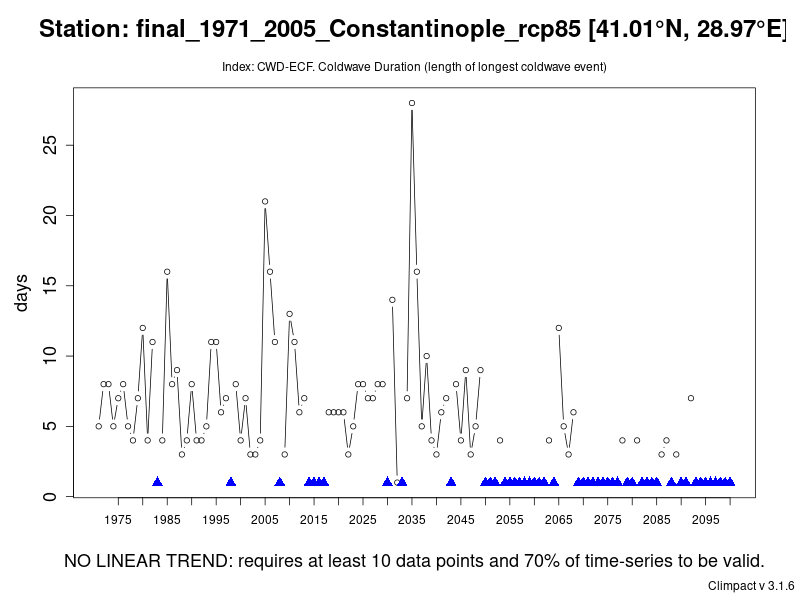 Station: final_1971_2005_Constantinople_rcp85 [41.01°N, 28.97°E]
Index: CWD-ECF. Coldwave Duration (length of longest coldwave event)
days
25
20
15
10
5
0
1975 1985 1995 2005 2015 2025 2035 2045 2055 2065 2075 2085 2095
NO LINEAR TREND: requires at least 10 data points and 70% of time-series to be valid.
Climpact v 3.1.6